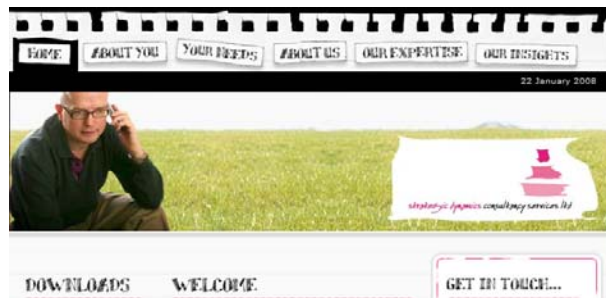 HOME ABOUT YOU YOUR NEEDS ABOUT US OUR EXPERTISE OUR INSIGHTS
22 January 2008
strategic dynamics consultancy services ltd
DOWNLOADS WELCOME GET IN TOUCH...